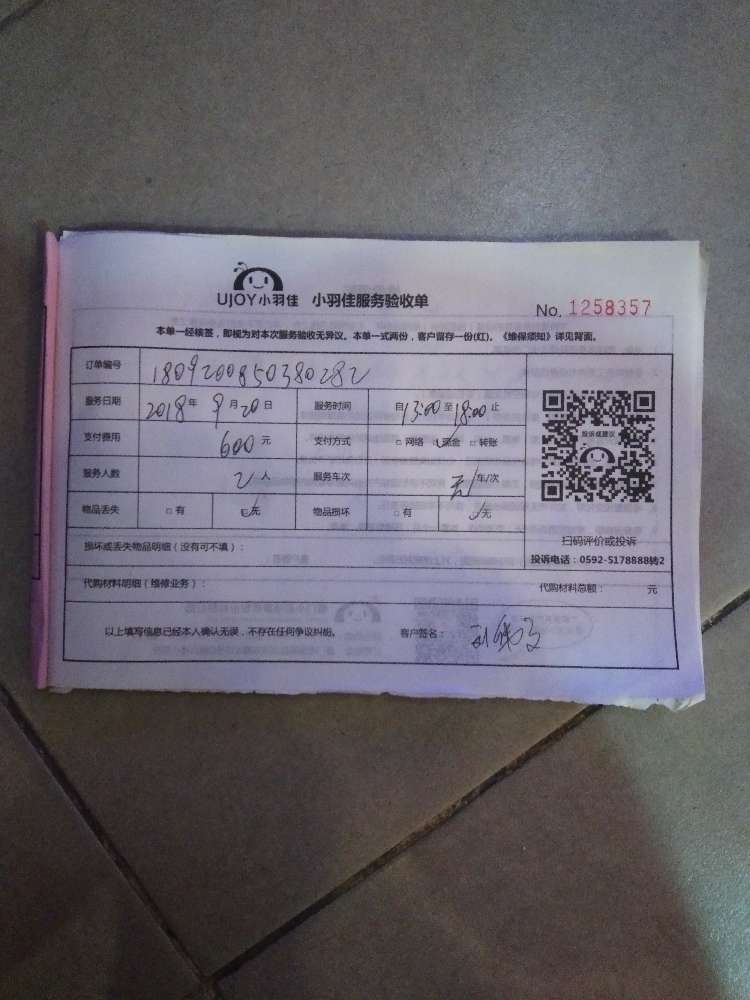 UJOY小羽佳 小羽佳服务验收单
No. 1258357
本单一经核签，即视为对本次服务验收无异议。本单一式两份，客户留存一份(红)。《维保须知》详见背面。
订单编号 1809200850380282
服务日期 2018年 9月20日 服务时间 自13:00至18:00止
支付费用 600元 支付方式 □网络 ☑现金 □转账
服务人数 2人 服务车次 无 车/次
物品丢失 □有 ☑无 物品损坏 □有 ☑无
投诉或建议
扫码评价或投诉
投诉电话：0592-5178888转2
损坏或丢失物品明细（没有可不填）：
代购材料明细（维修业务）： 代购材料总额： 元
以上填写信息已经本人确认无误，不存在任何争议纠纷。 客户签名：